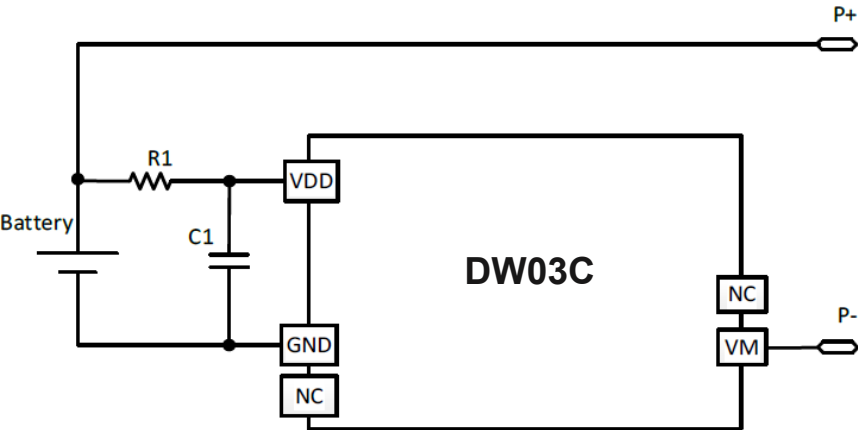 P+
R1
VDD
Battery
C1
DW03C
NC
P-
GND
VM
NC